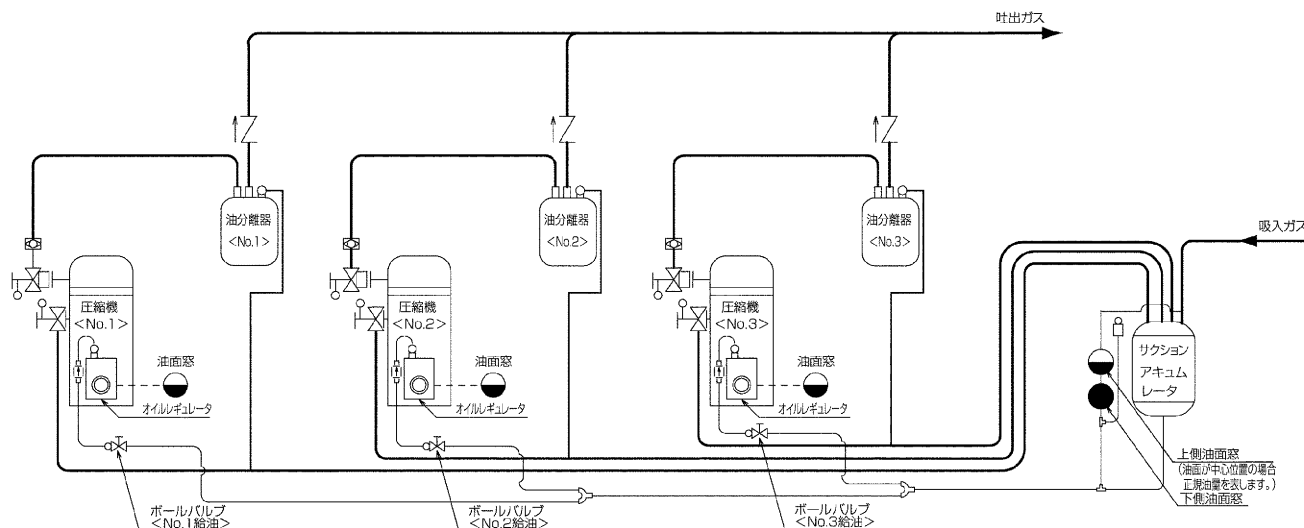 吐出ガス
油分離器
<No.1>
油分離器
<No.2>
油分離器
<No.3>
吸入ガス
圧縮機
<No.1>
圧縮機
<No.2>
圧縮機
<No.3>
油面窓
油面窓
油面窓
サクション
アキュム
レータ
オイルレギュレータ
オイルレギュレータ
オイルレギュレータ
上側油面窓
(油面が中心位置の場合
正規油量を表します。)
下側油面窓
ボールバルブ
<No.1給油>
ボールバルブ
<No.2給油>
ボールバルブ
<No.3給油>